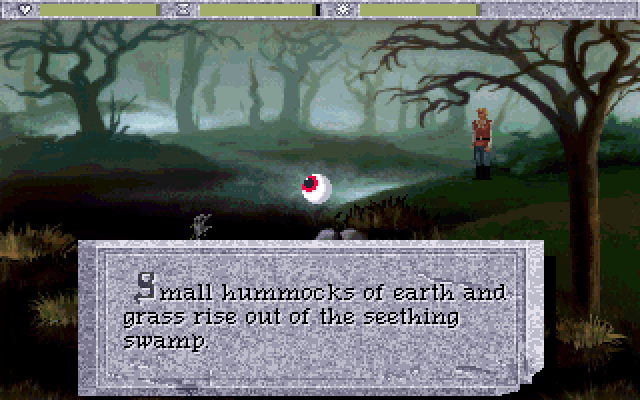 Small hummocks of earth and
grass rise out of the seething
swamp.